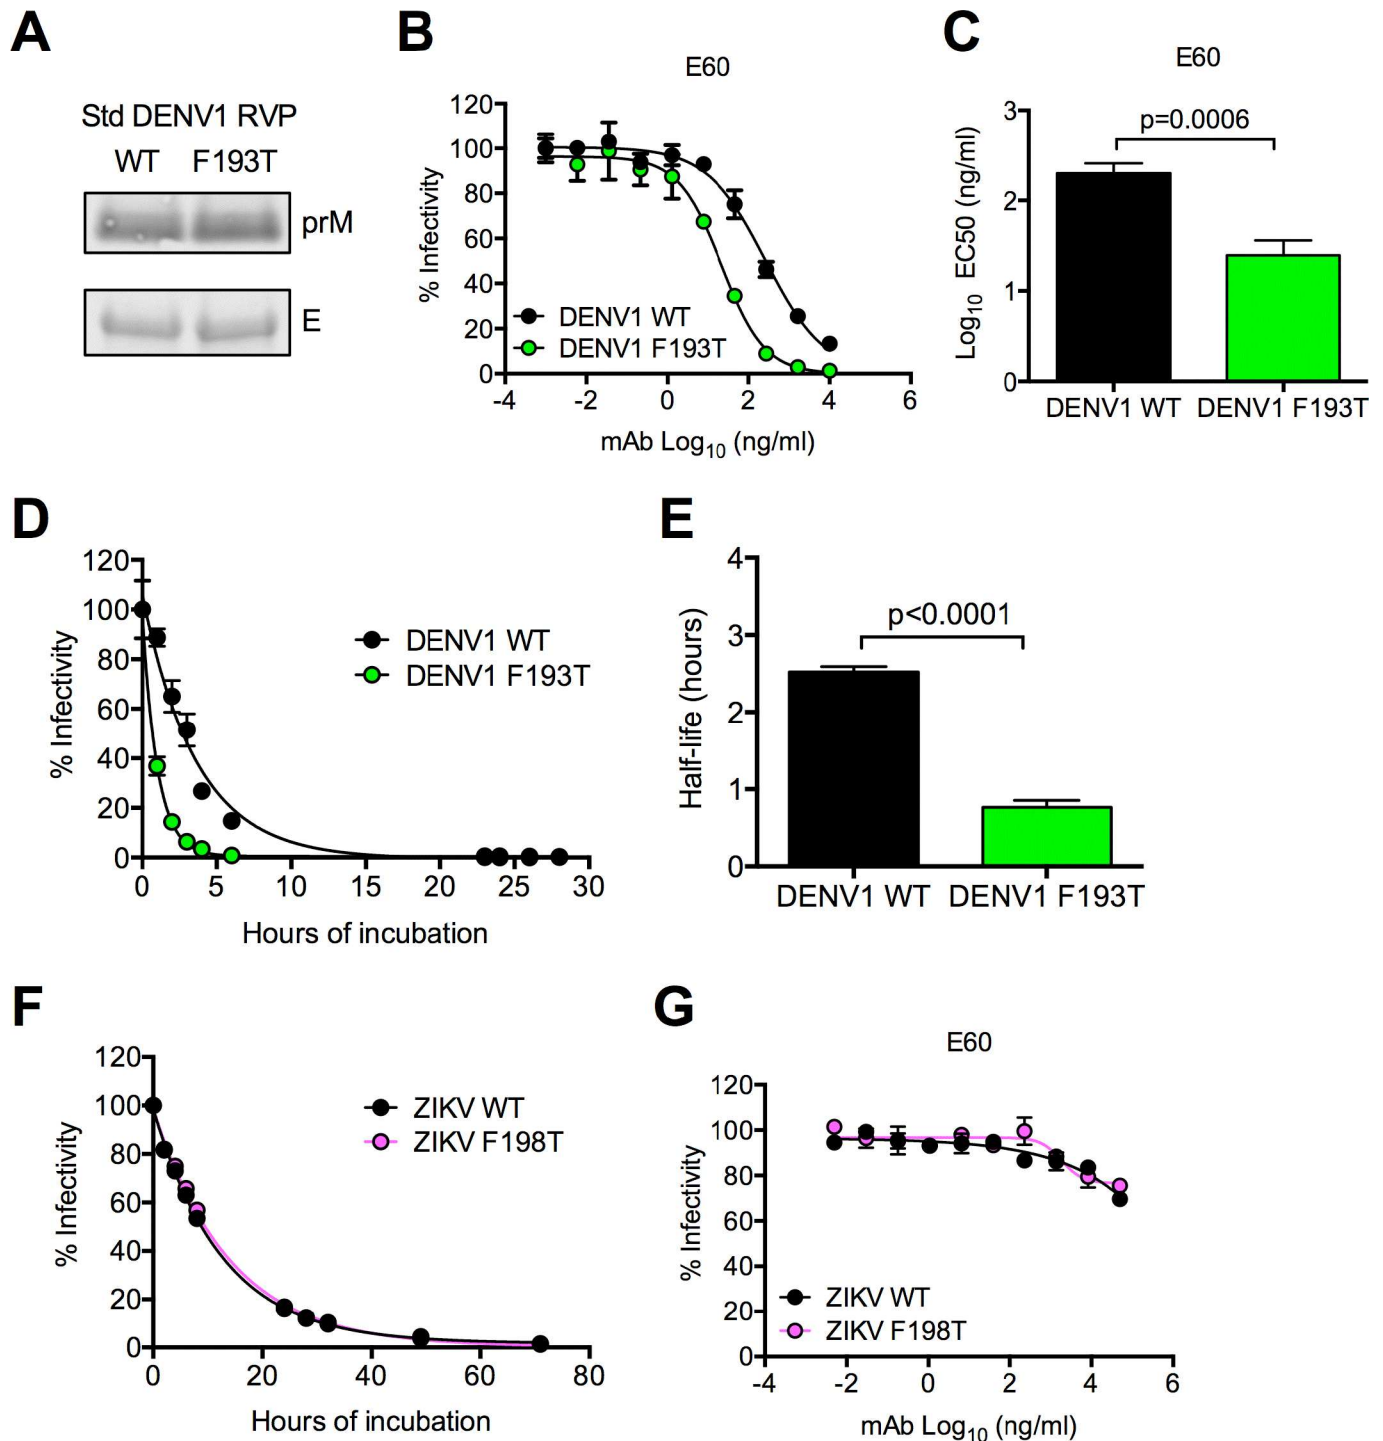 A
Std DENV1 RVP
WT F193T
prM
E
B
E60
% Infectivity
120
100
80
60
40
20
0
-4 -2 0 2 4 6
mAb Log10 (ng/ml)
DENV1 WT
DENV1 F193T
C
E60
p=0.0006
Log10 EC50 (ng/ml)
3
2
1
0
DENV1 WT DENV1 F193T
D
% Infectivity
120
100
80
60
40
20
0
0 5 10 15 20 25 30
Hours of incubation
DENV1 WT
DENV1 F193T
E
p<0.0001
Half-life (hours)
4
3
2
1
0
DENV1 WT DENV1 F193T
F
% Infectivity
120
100
80
60
40
20
0
0 20 40 60 80
Hours of incubation
ZIKV WT
ZIKV F198T
G
E60
% Infectivity
120
100
80
60
40
20
0
-4 -2 0 2 4 6
mAb Log10 (ng/ml)
ZIKV WT
ZIKV F198T